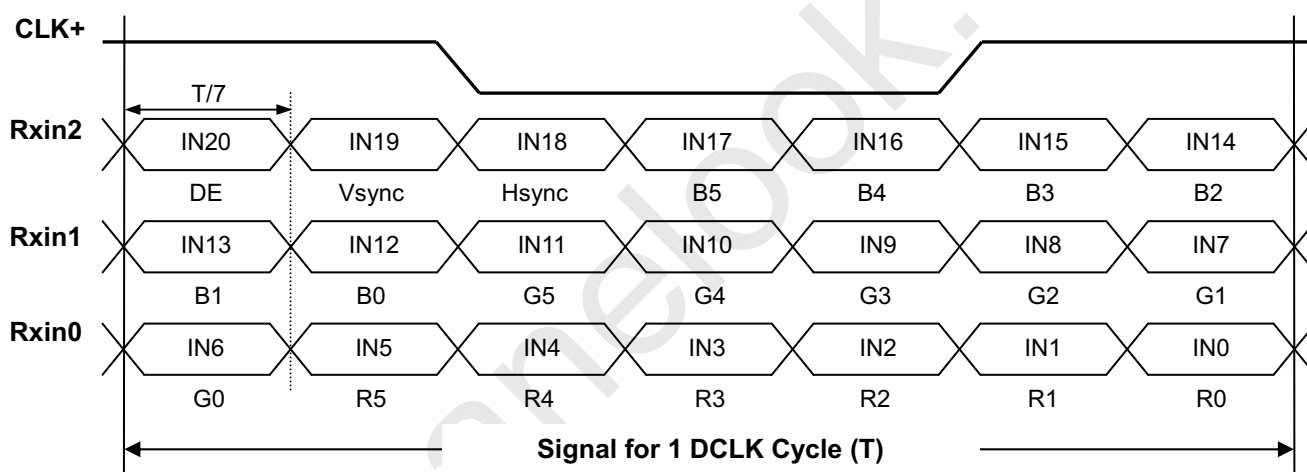 CLK+
T/7
Rxin2 IN20 IN19 IN18 IN17 IN16 IN15 IN14
DE Vsync Hsync B5 B4 B3 B2
Rxin1 IN13 IN12 IN11 IN10 IN9 IN8 IN7
B1 B0 G5 G4 G3 G2 G1
Rxin0 IN6 IN5 IN4 IN3 IN2 IN1 IN0
G0 R5 R4 R3 R2 R1 R0
Signal for 1 DCLK Cycle (T)
nelook.